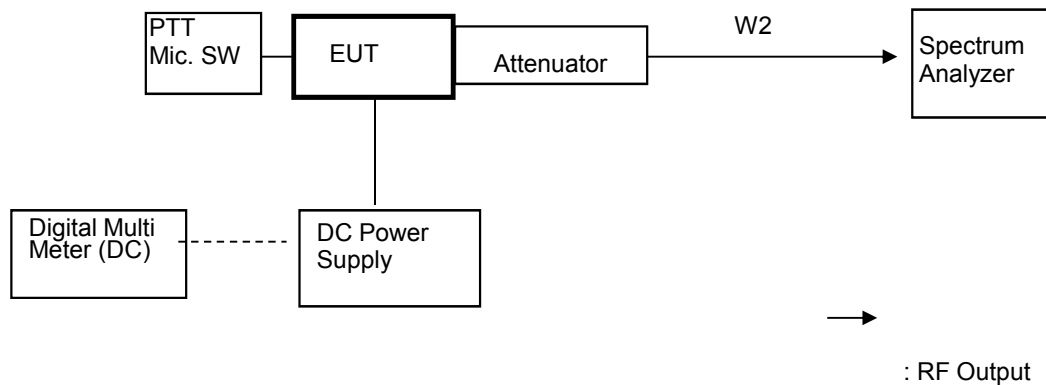 PTT
Mic. SW
EUT
Attenuator
W2
Spectrum
Analyzer
Digital Multi
Meter (DC)
DC Power
Supply
: RF Output